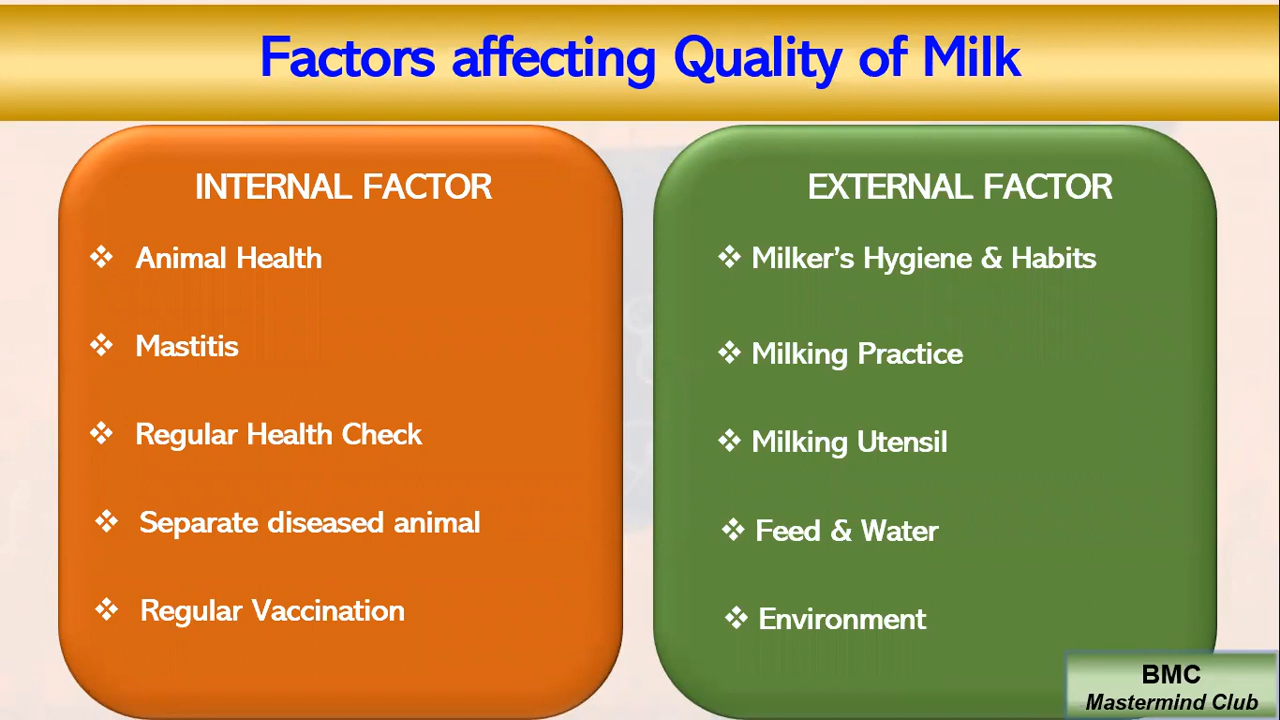 Factors affecting Quality of Milk
INTERNAL FACTOR
❖ Animal Health
❖ Mastitis
❖ Regular Health Check
❖ Separate diseased animal
❖ Regular Vaccination
EXTERNAL FACTOR
❖ Milker’s Hygiene & Habits
❖ Milking Practice
❖ Milking Utensil
❖ Feed & Water
❖ Environment
BMC
Mastermind Club